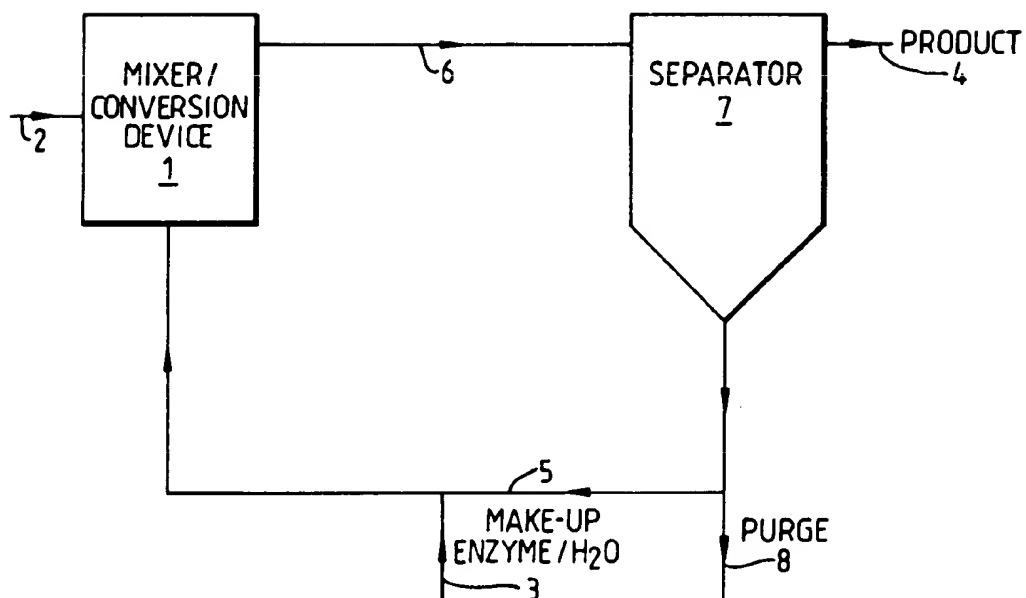 MIXER/
CONVERSION
DEVICE
1
2
6
SEPARATOR
7
PRODUCT
4
5
MAKE-UP
ENZYME/H2O
3
PURGE
8